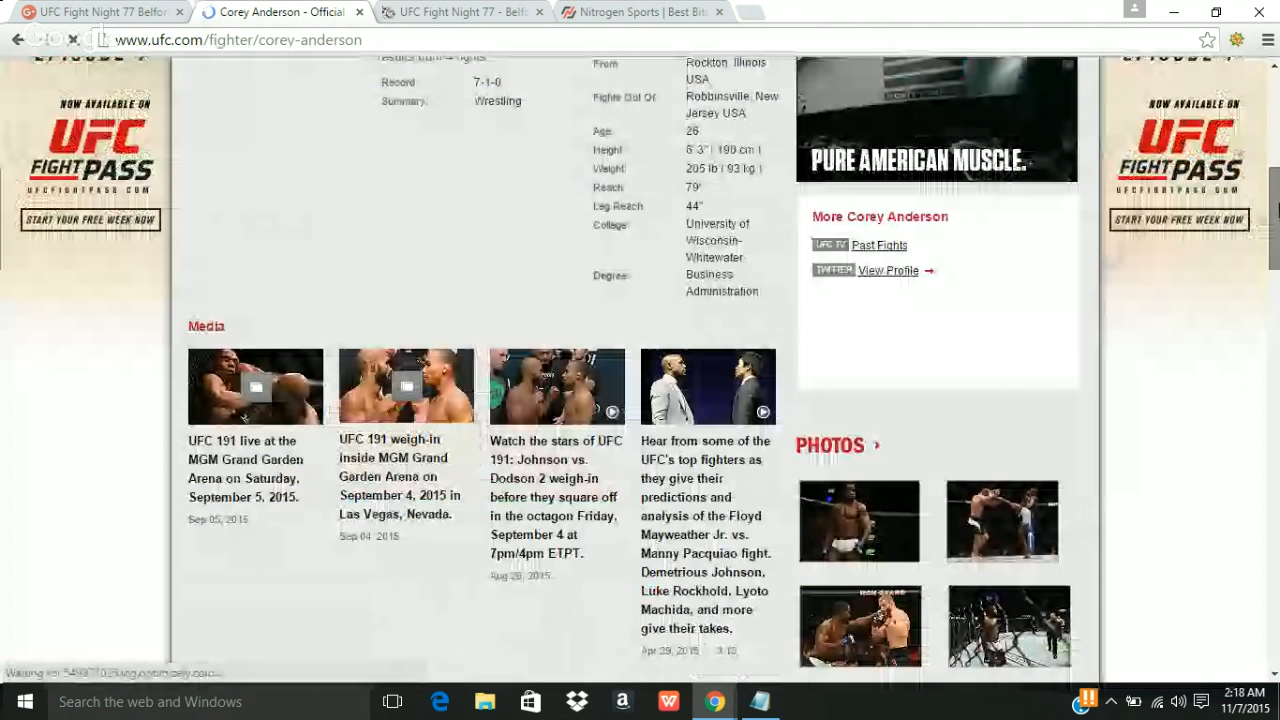 UFC Fight Night 77 Belfor ×
Corey Anderson - Official ×
UFC Fight Night 77 - Belfo ×
Nitrogen Sports | Best Bit ×
www.ufc.com/fighter/corey-anderson
NOW AVAILABLE ON
UFC
FIGHT PASS
UFCFIGHTPASS.COM
START YOUR FREE WEEK NOW
Record 7-1-0
Summary: Wrestling
From Rockton Illinois
USA
Fights Out Of Robbinsville, New
Jersey USA
Age: 26
Height: 6' 3" ( 190 cm )
Weight: 205 lb ( 93 kg )
Reach: 79"
Leg Reach: 44"
College: University of
Wisconsin-
Whitewater
Degree: Business
Administration
PURE AMERICAN MUSCLE.
More Corey Anderson
UFC TV Past Fights
TWITTER View Profile →
NOW AVAILABLE ON
UFC
FIGHT PASS
UFCFIGHTPASS.COM
START YOUR FREE WEEK NOW
Media
UFC 191 live at the
MGM Grand Garden
Arena on Saturday,
September 5, 2015.
Sep 05, 2015
UFC 191 weigh-in
inside MGM Grand
Garden Arena on
September 4, 2015 in
Las Vegas, Nevada.
Sep 04, 2015
Watch the stars of UFC
191: Johnson vs.
Dodson 2 weigh-in
before they square off
in the octagon Friday,
September 4 at
7pm/4pm ETPT.
Aug 28, 2015
Hear from some of the
UFC's top fighters as
they give their
predictions and
analysis of the Floyd
Mayweather Jr. vs.
Manny Pacquiao fight.
Demetrious Johnson,
Luke Rockhold, Lyoto
Machida, and more
give their takes.
Apr 29, 2015 3:13
PHOTOS ›
Search the web and Windows
2:18 AM
11/7/2015